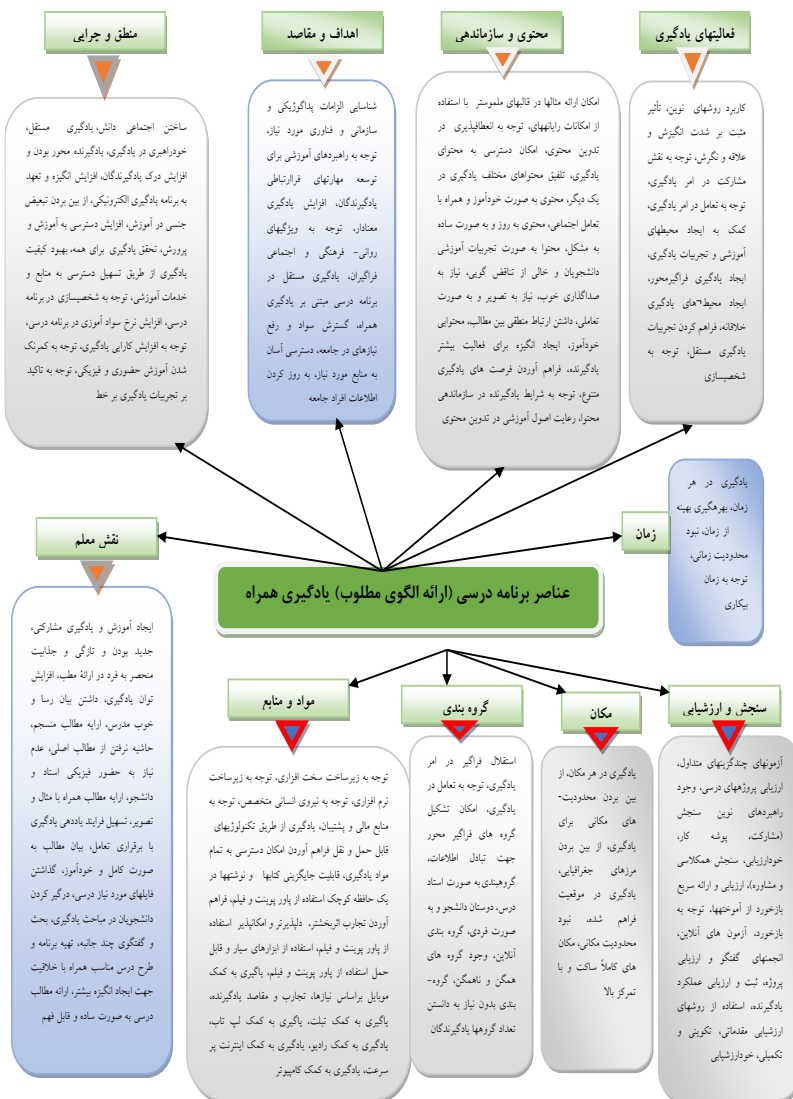 فعالیتهای یادگیری
محتوی و سازماندهی
اهداف و مقاصد
منطق و چرایی
کاربرد روشهای نوین، تأثیر
مثبت بر شدت انگیزش و
علاقه و نگرش، توجه به نقش
مشارکت در امر یادگیری،
توجه به تعامل در امر یادگیری،
کمک به ایجاد محیطهای
آموزشی و تجربیات یادگیری،
ایجاد یادگیری فراگیرمحور،
ایجاد محیط¬های یادگیری
خلاقانه، فراهم کردن تجربیات
یادگیری مستقل، توجه به
شخصیسازی
امکان ارائه مثالها در قالبهای ملموستر با استفاده
از امکانات رایانههای، توجه به انعطافپذیری در
تدوین محتوی، امکان دسترسی به محتوای
یادگیری، تلفیق محتواهای مختلف یادگیری در
یک دیگر، محتوی به صورت خودآموز و همراه با
تعامل اجتماعی، محتوی به روز و به صورت ساده
به مشکل، محتوا به صورت تجربیات آموزشی
دانشجویان و خالی از تناقض گویی، نیاز به
صداگذاری خوب، نیاز به تصویر و به صورت
تعاملی، داشتن ارتباط منطقی بین مطالب، محتوایی
خودآموز، ایجاد انگیزه برای فعالیت بیشتر
یادگیرنده، فراهم آوردن فرصت های یادگیری
متنوع، توجه به شرایط یادگیرنده در سازماندهی
محتوا، رعایت اصول آموزشی در تدوین محتوی
شناسایی الزامات پداگوژیکی و
سازمانی و فناوری مورد نیاز،
توجه به راهبردهای آموزشی برای
توسعه مهارتهای فراارتباطی
یادگیرندگان، افزایش یادگیری
معنادار، توجه به ویژگیهای
روانی- فرهنگی و اجتماعی
فراگیران، یادگیری مستقل در
برنامه درسی مبتنی بر یادگیری
همراه، گسترش سواد و رفع
نیازهای در جامعه، دسترسی آسان
به منابع مورد نیاز، به روز کردن
اطلاعات افراد جامعه
ساختن اجتماعی دانش، یادگیری مستقل،
خودراهبری در یادگیری، یادگیرنده محور بودن و
افزایش درک یادگیرندگان، افزایش انگیزه و تعهد
به برنامه یادگیری الکترونیکی، از بین بردن تبعیض
جنسی در آموزش، افزایش دسترسی به آموزش و
پرورش، تحقق یادگیری برای همه، بهبود کیفیت
یادگیری از طریق تسهیل دسترسی به منابع و
خدمات آموزشی، توجه به شخصیسازی در برنامه
درسی، افزایش نرخ سواد آموزی در برنامه درسی،
توجه به افزایش کارایی یادگیری، توجه به کمرنک
شدن آموزش حضوری و فیزیکی، توجه به تاکید
بر تجربیات یادگیری بر خط
زمان
یادگیری در هر
زمان، بهرهگیری بهینه
از زمان، نبود
محدودیت زمانی،
توجه به زمان
بیکاری
عناصر برنامه درسی (ارائه الگوی مطلوب) یادگیری همراه
نقش معلم
ایجاد آموزش و یادگیری مشارکتی،
جدید بودن و تازگی و جذابیت
منحصر به فرد در ارائۀ مطب، افزایش
توان یادگیری، داشتن بیان رسا و
خوب مدرس، ارایه مطالب منسجم،
حاشیه نرفتن از مطالب اصلی، عدم
نیاز به حضور فیزیکی استاد و
دانشجو، ارایه مطالب همراه با مثال و
تصویر، تسهیل فرایند یاددهی یادگیری
با برقراری تعامل، بیان مطالب به
صورت کامل و خودآموز، گذاشتن
فایلهای مورد نیاز درسی، درگیر کردن
دانشجویان در مباحث یادگیری، بحث
و گفتگوی چند جانبه، تهیه برنامه و
طرح درس مناسب همراه با خلاقیت
جهت ایجاد انگیزه بیشتر، ارائه مطالب
درسی به صورت ساده و قابل فهم
سنجش و ارزشیابی
مکان
گروه بندی
مواد و منابع
آزمونهای چندگزینهای متداول،
ارزیابی پروژههای درسی، وجود
راهبردهای نوین سنجش
(مشارکت، پوشه کار،
خودارزیابی، سنجش همکلاسی
و مشاوره)، ارزیابی و ارائه سریع
بازخورد از آموختهها، توجه به
بازخورد، آزمون های آنلاین،
انجمنهای گفتگو و ارزیابی
پروژه، ثبت و ارزیابی عملکرد
یادگیرنده، استفاده از روشهای
ارزشیابی مقدماتی، تکوینی و
تکمیلی، خودارزشیابی
یادگیری در هر مکان، از
بین بردن محدودیت-
های مکانی برای
یادگیری، از بین بردن
مرزهای جغرافیایی،
یادگیری در موقعیت
فراهم شده، نبود
محدودیت مکانی، مکان
های کاملاً ساکت و با
تمرکز بالا
استقلال فراگیر در امر
یادگیری، توجه به تعامل در
یادگیری، امکان تشکیل
گروه های فراگیر محور
جهت تبادل اطلاعات،
گروهبندی به صورت استاد
درس، دوستان دانشجو و به
صورت فردی، گروه بندی
آنلاین، وجود گروه های
همگن و ناهمگن، گروه-
بندی بدون نیاز به دانستن
تعداد گروهها یادگیرندگان
توجه به زیرساخت سخت افزاری، توجه به زیرساخت
نرم افزاری، توجه به نیروی انسانی متخصص، توجه به
منابع مالی و پشتیبان، یادگیری از طریق تکنولوژیهای
قابل حمل و نقل فراهم آوردن امکان دسترسی به تمام
مواد یادگیری، قابلیت جایگزینی کتابها و نوشتهها در
یک حافظه کوچک استفاده از پاور پوینت و فیلم، فراهم
آوردن تجارب اثربخشتر، دلپذیرتر و امکانپذیر استفاده
از پاور پوینت و فیلم، استفاده از ابزارهای سیار و قابل
حمل استفاده از پاور پوینت و فیلم، یاگیری به کمک
موبایل براساس نیازها، تجارب و مقاصد یادگیرنده،
یاگیری به کمک تبلت، یاگیری به کمک لپ تاپ،
یادگیری به کمک رادیو، یادگیری به کمک اینترنت پر
سرعت، یادگیری به کمک کامپیوتر